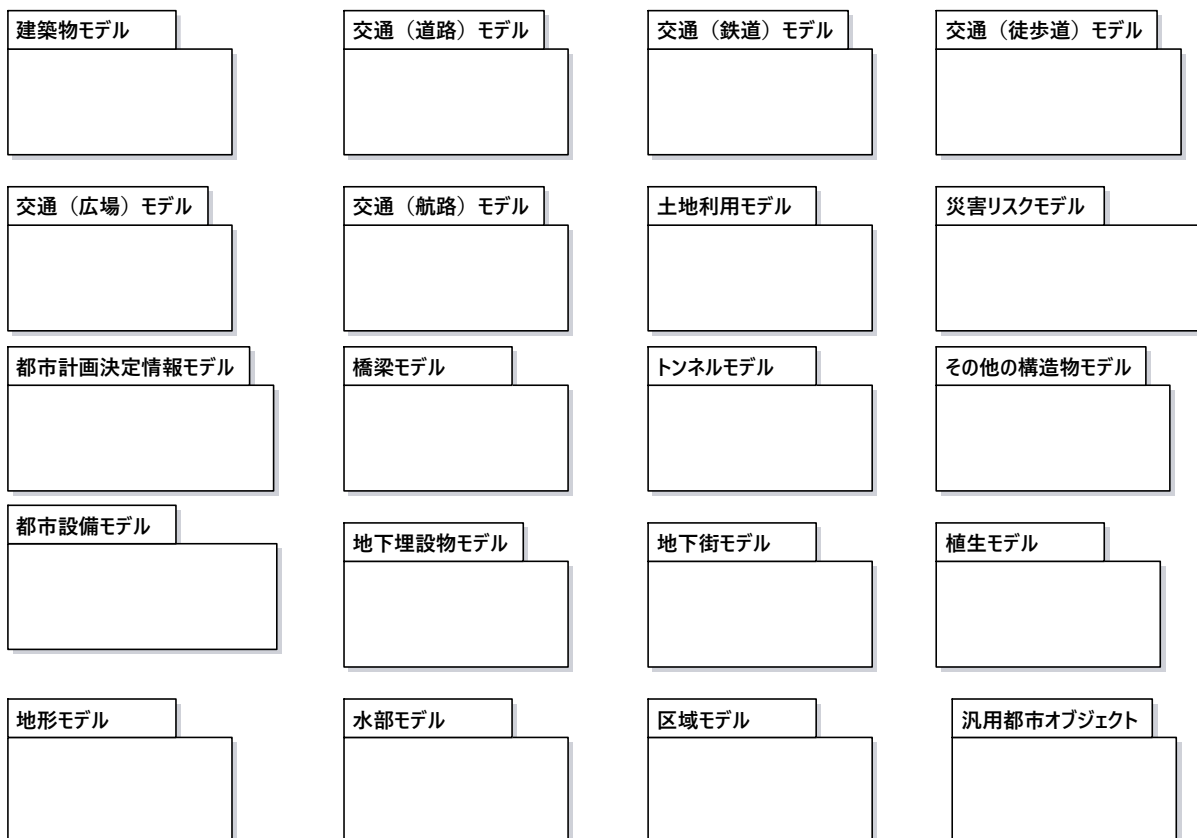 建築物モデル
交通（道路）モデル
交通（鉄道）モデル
交通（徒歩道）モデル
交通（広場）モデル
交通（航路）モデル
土地利用モデル
災害リスクモデル
都市計画決定情報モデル
橋梁モデル
トンネルモデル
その他の構造物モデル
都市設備モデル
地下埋設物モデル
地下街モデル
植生モデル
地形モデル
水部モデル
区域モデル
汎用都市オブジェクト